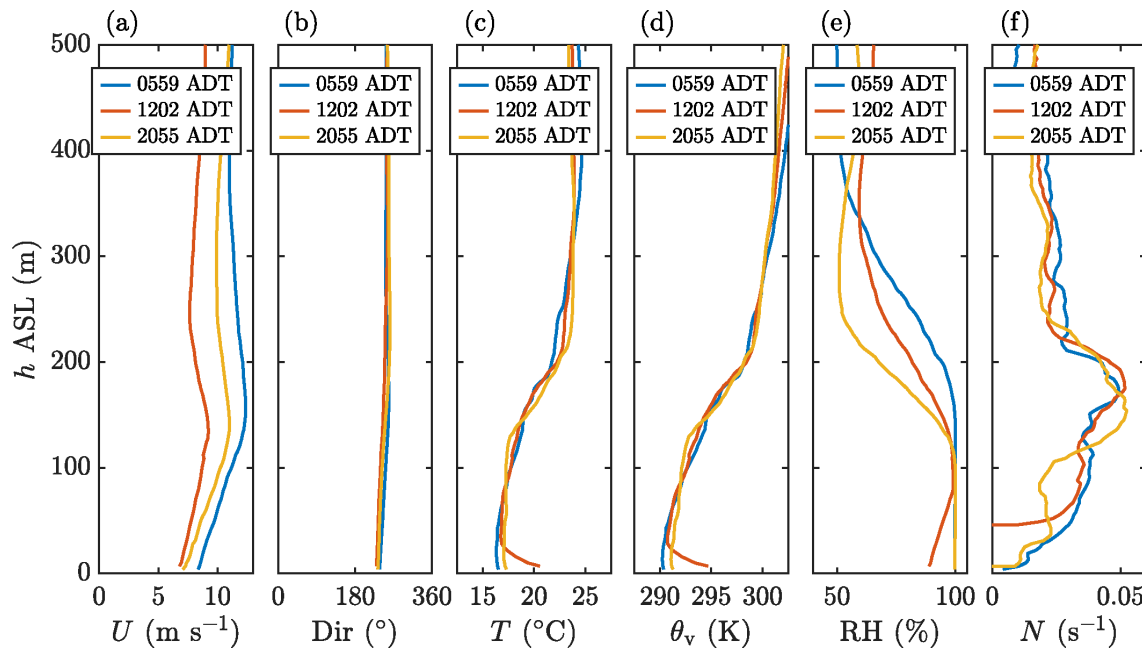 (a) (b) (c) (d) (e) (f)
500
0559 ADT 0559 ADT 0559 ADT 0559 ADT 0559 ADT 0559 ADT
1202 ADT 1202 ADT 1202 ADT 1202 ADT 1202 ADT 1202 ADT
2055 ADT 2055 ADT 2055 ADT 2055 ADT 2055 ADT 2055 ADT
400
300
h ASL (m)
200
100
0
0 10 0 180 360 15 20 25 290 295 300 50 100 0 0.05
U (m s⁻¹) Dir (°) T (°C) θᵥ (K) RH (%) N (s⁻¹)